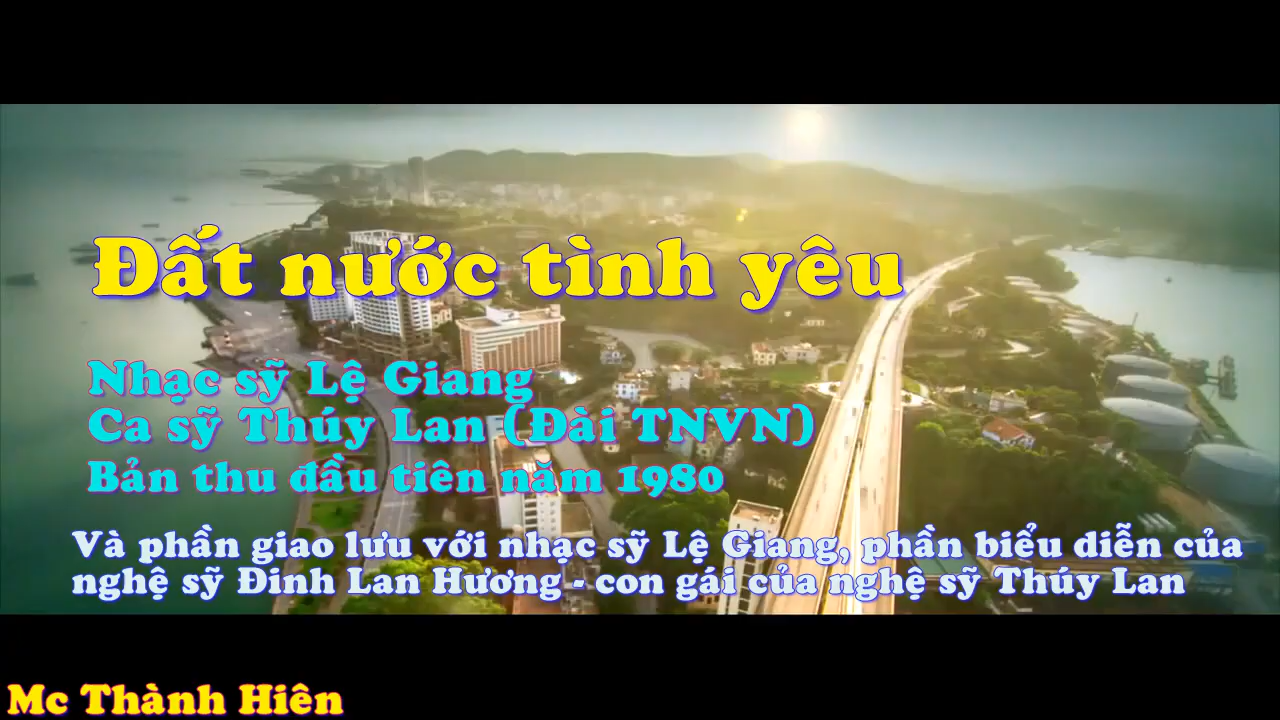 Đất nước tình yêu
Nhạc sỹ Lệ Giang
Ca sỹ Thúy Lan (Đài TNVN)
Bản thu đầu tiên năm 1980
Và phần giao lưu với nhạc sỹ Lệ Giang, phần biểu diễn của
nghệ sỹ Đinh Lan Hương - con gái của nghệ sỹ Thúy Lan
Mc Thành Hiên